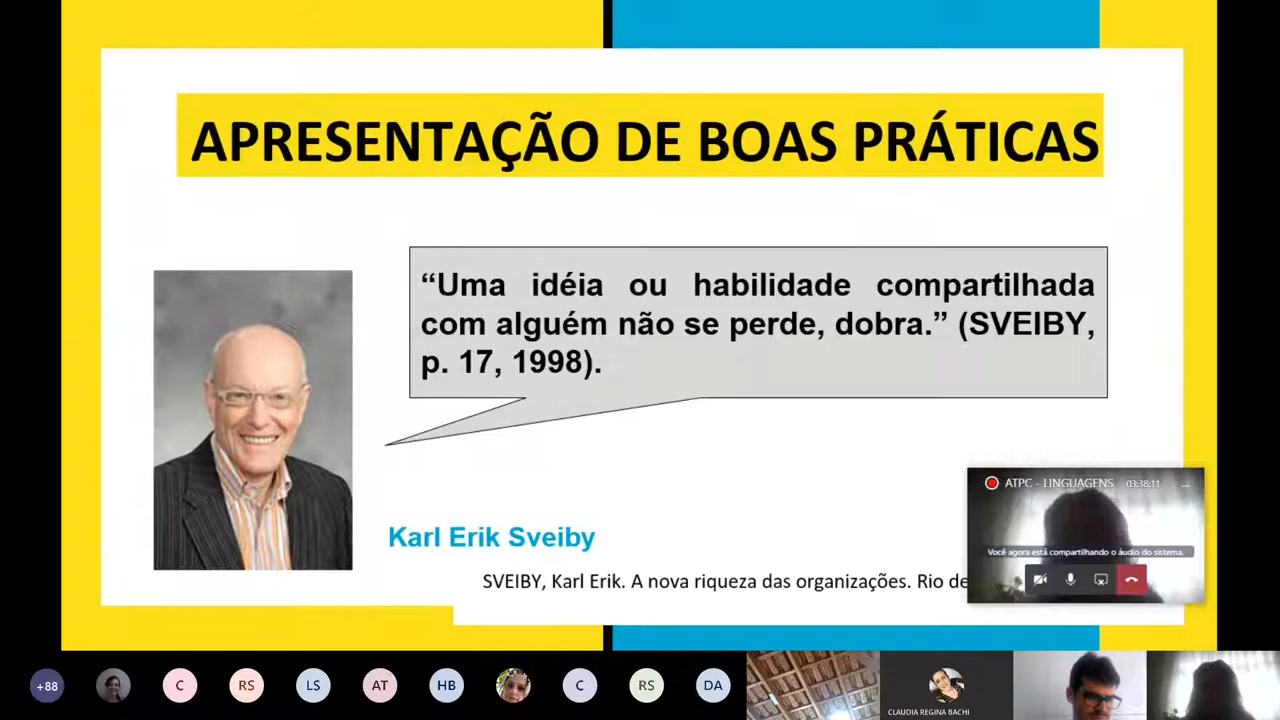 APRESENTAÇÃO DE BOAS PRÁTICAS
“Uma idéia ou habilidade compartilhada
com alguém não se perde, dobra.” (SVEIBY,
p. 17, 1998).
Karl Erik Sveiby
SVEIBY, Karl Erik. A nova riqueza das organizações. Rio de
ATPC - LINGUAGENS 03:38:11
Você agora está compartilhando o áudio do sistema.
+88 C RS LS AT HB C RS DA
CLAUDIA REGINA BACHI